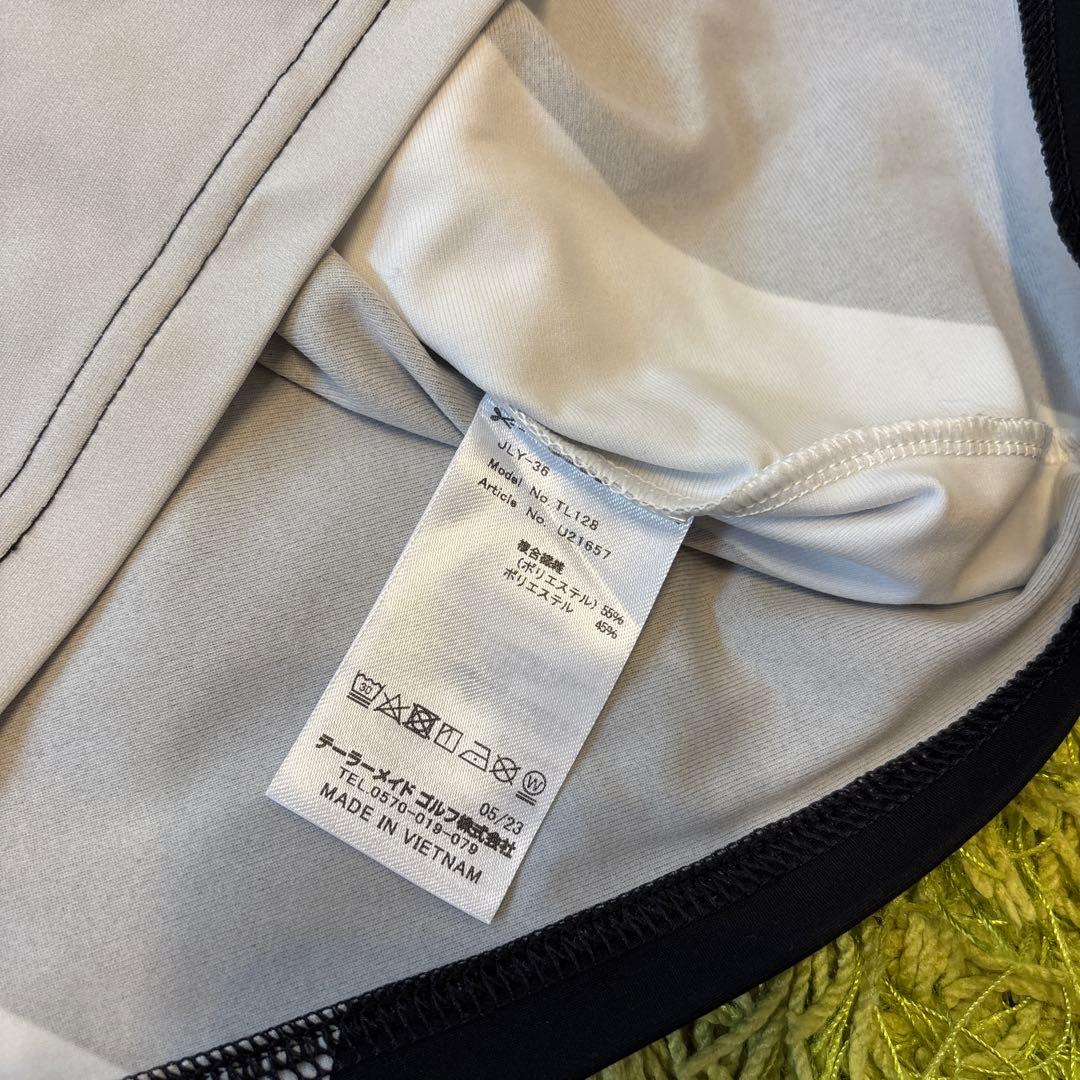 JLY-36
Model No. TL128
Article No. U21657
複合繊維
(ポリエステル) 55%
ポリエステル 45%
30
W
05/23
テーラーメイド ゴルフ株式会社
TEL.0570-019-079
MADE IN VIETNAM